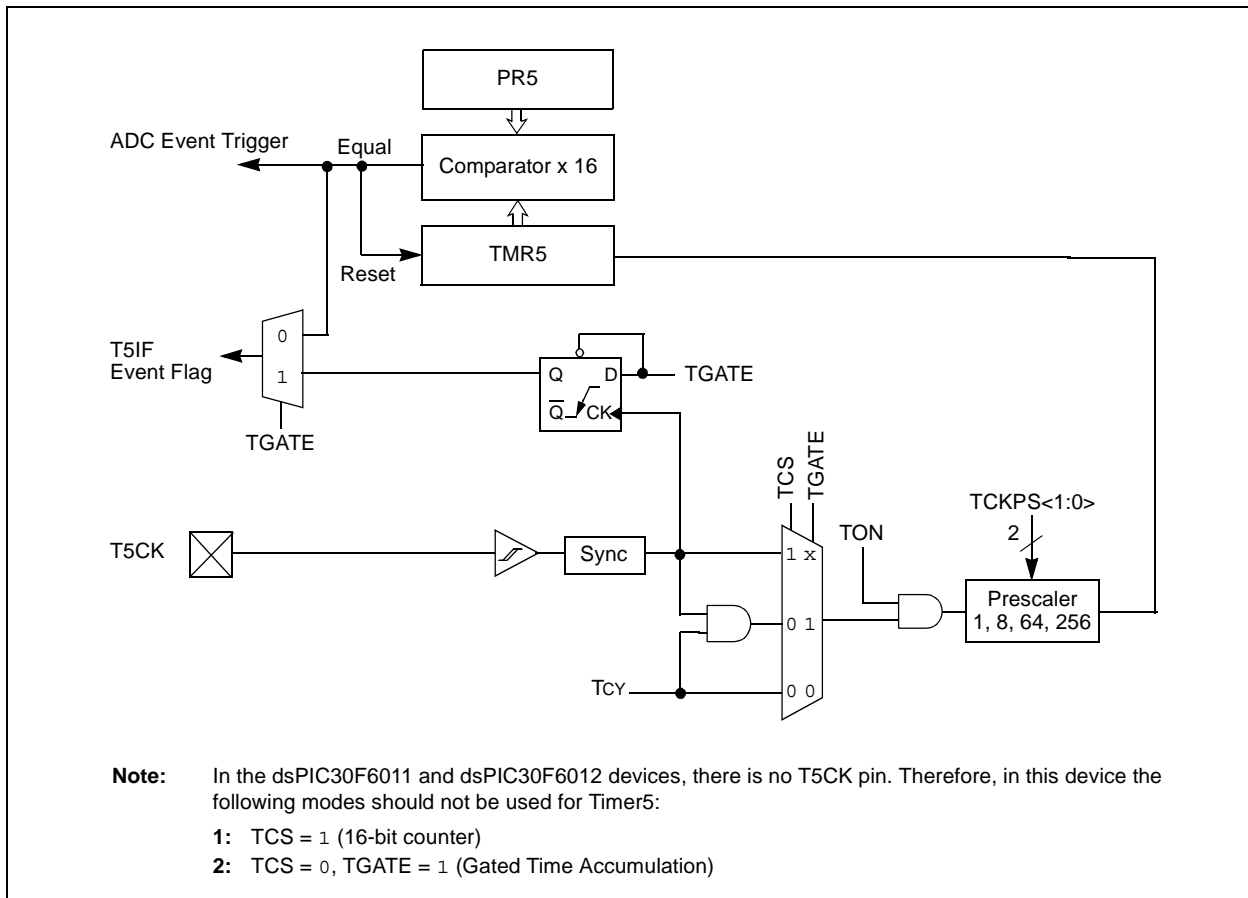 PR5
ADC Event Trigger
Equal
Comparator x 16
TMR5
Reset
0
T5IF
Event Flag
1
TGATE
Q D
TGATE
Q CK
TCS
TGATE
TCKPS<1:0>
2
TON
T5CK
Sync
1 x
Prescaler
1, 8, 64, 256
0 1
TCY
0 0
Note: In the dsPIC30F6011 and dsPIC30F6012 devices, there is no T5CK pin. Therefore, in this device the
following modes should not be used for Timer5:
1: TCS = 1 (16-bit counter)
2: TCS = 0, TGATE = 1 (Gated Time Accumulation)